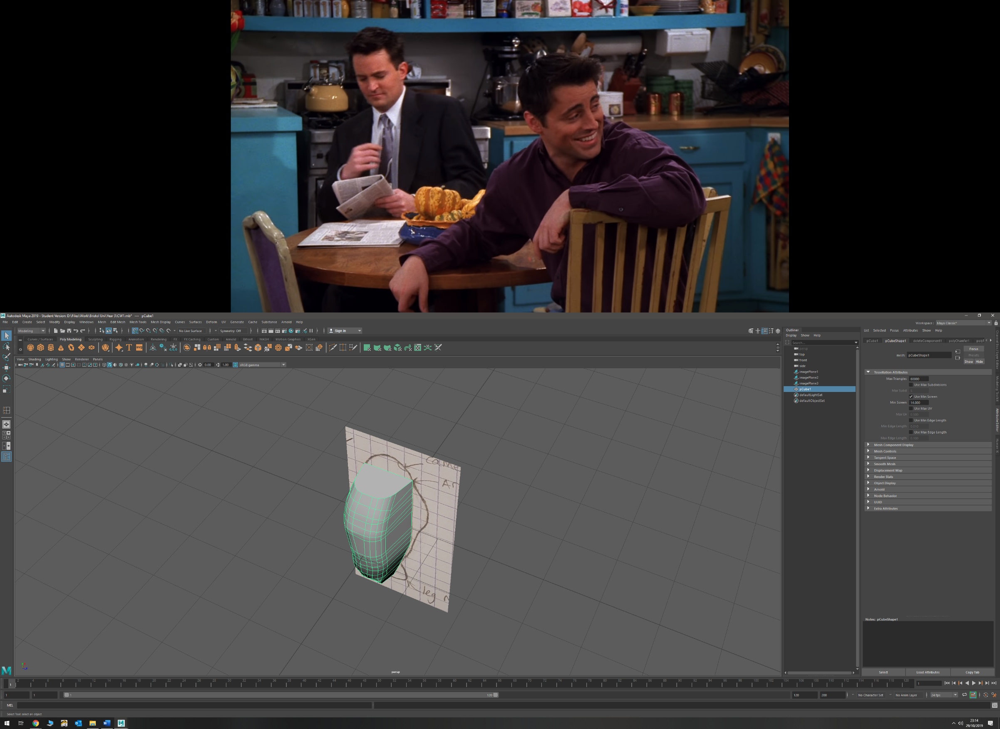 Autodesk Maya 2019 - Student Version: D:\Files\Work\Bristol Uni\Year 3\CW1.mb* --- pCube1
File Edit Create Select Modify Display Windows Mesh Edit Mesh Mesh Tools Mesh Display Curves Surfaces Deform UV Generate Cache Substance Arnold Help
Workspace : Maya Classic*
Modeling No Live Surface Symmetry: Off Sign In
Curves / Surfaces Poly Modeling Sculpting Rigging Animation Rendering FX FX Caching Custom Arnold Bifrost MASH Motion Graphics XGen
T SVG
View Shading Lighting Show Renderer Panels
0.00 1.00 sRGB gamma
leg
persp
Outliner
Display Show Help
Search...
persp
top
front
side
imagePlane1
imagePlane2
imagePlane3
pCube1
defaultLightSet
defaultObjectSet
List Selected Focus Attributes Show Help
pCube1 pCubeShape1 deleteComponent1 polyChamfer1 polyT
mesh: pCubeShape1
Focus
Presets
Show Hide
Tessellation Attributes
Max Triangles 60000
Use Max Subdivisions
Max Subd
Use Min Screen
Min Screen 14.000
Use Max UV
Max Uv 0.500
Use Min Edge Length
Min Edge Length 0.010
Use Max Edge Length
Max Edge Length 0.100
Mesh Component Display
Mesh Controls
Tangent Space
Smooth Mesh
Displacement Map
Render Stats
Object Display
Arnold
Node Behavior
UUID
Extra Attributes
Notes: pCubeShape1
Select Load Attributes Copy Tab
Channel Box / Layer Editor
Modeling Toolkit
Attribute Editor
Human IK
1 2 4 6 8 10 12 14 16 18 20 22 24 26 28 30 32 34 36 38 40 42 44 46 48 50 52 54 56 58 60 62 64 66 68 70 72 74 76 78 80 82 84 86 88 90 92 94 96 98 100 102 104 106 108 110 112 114 116 118 120 1
1 1 1 120 120 200 No Character Set No Anim Layer 24 fps
MEL
Select Tool: select an object
23:14
29/10/2019